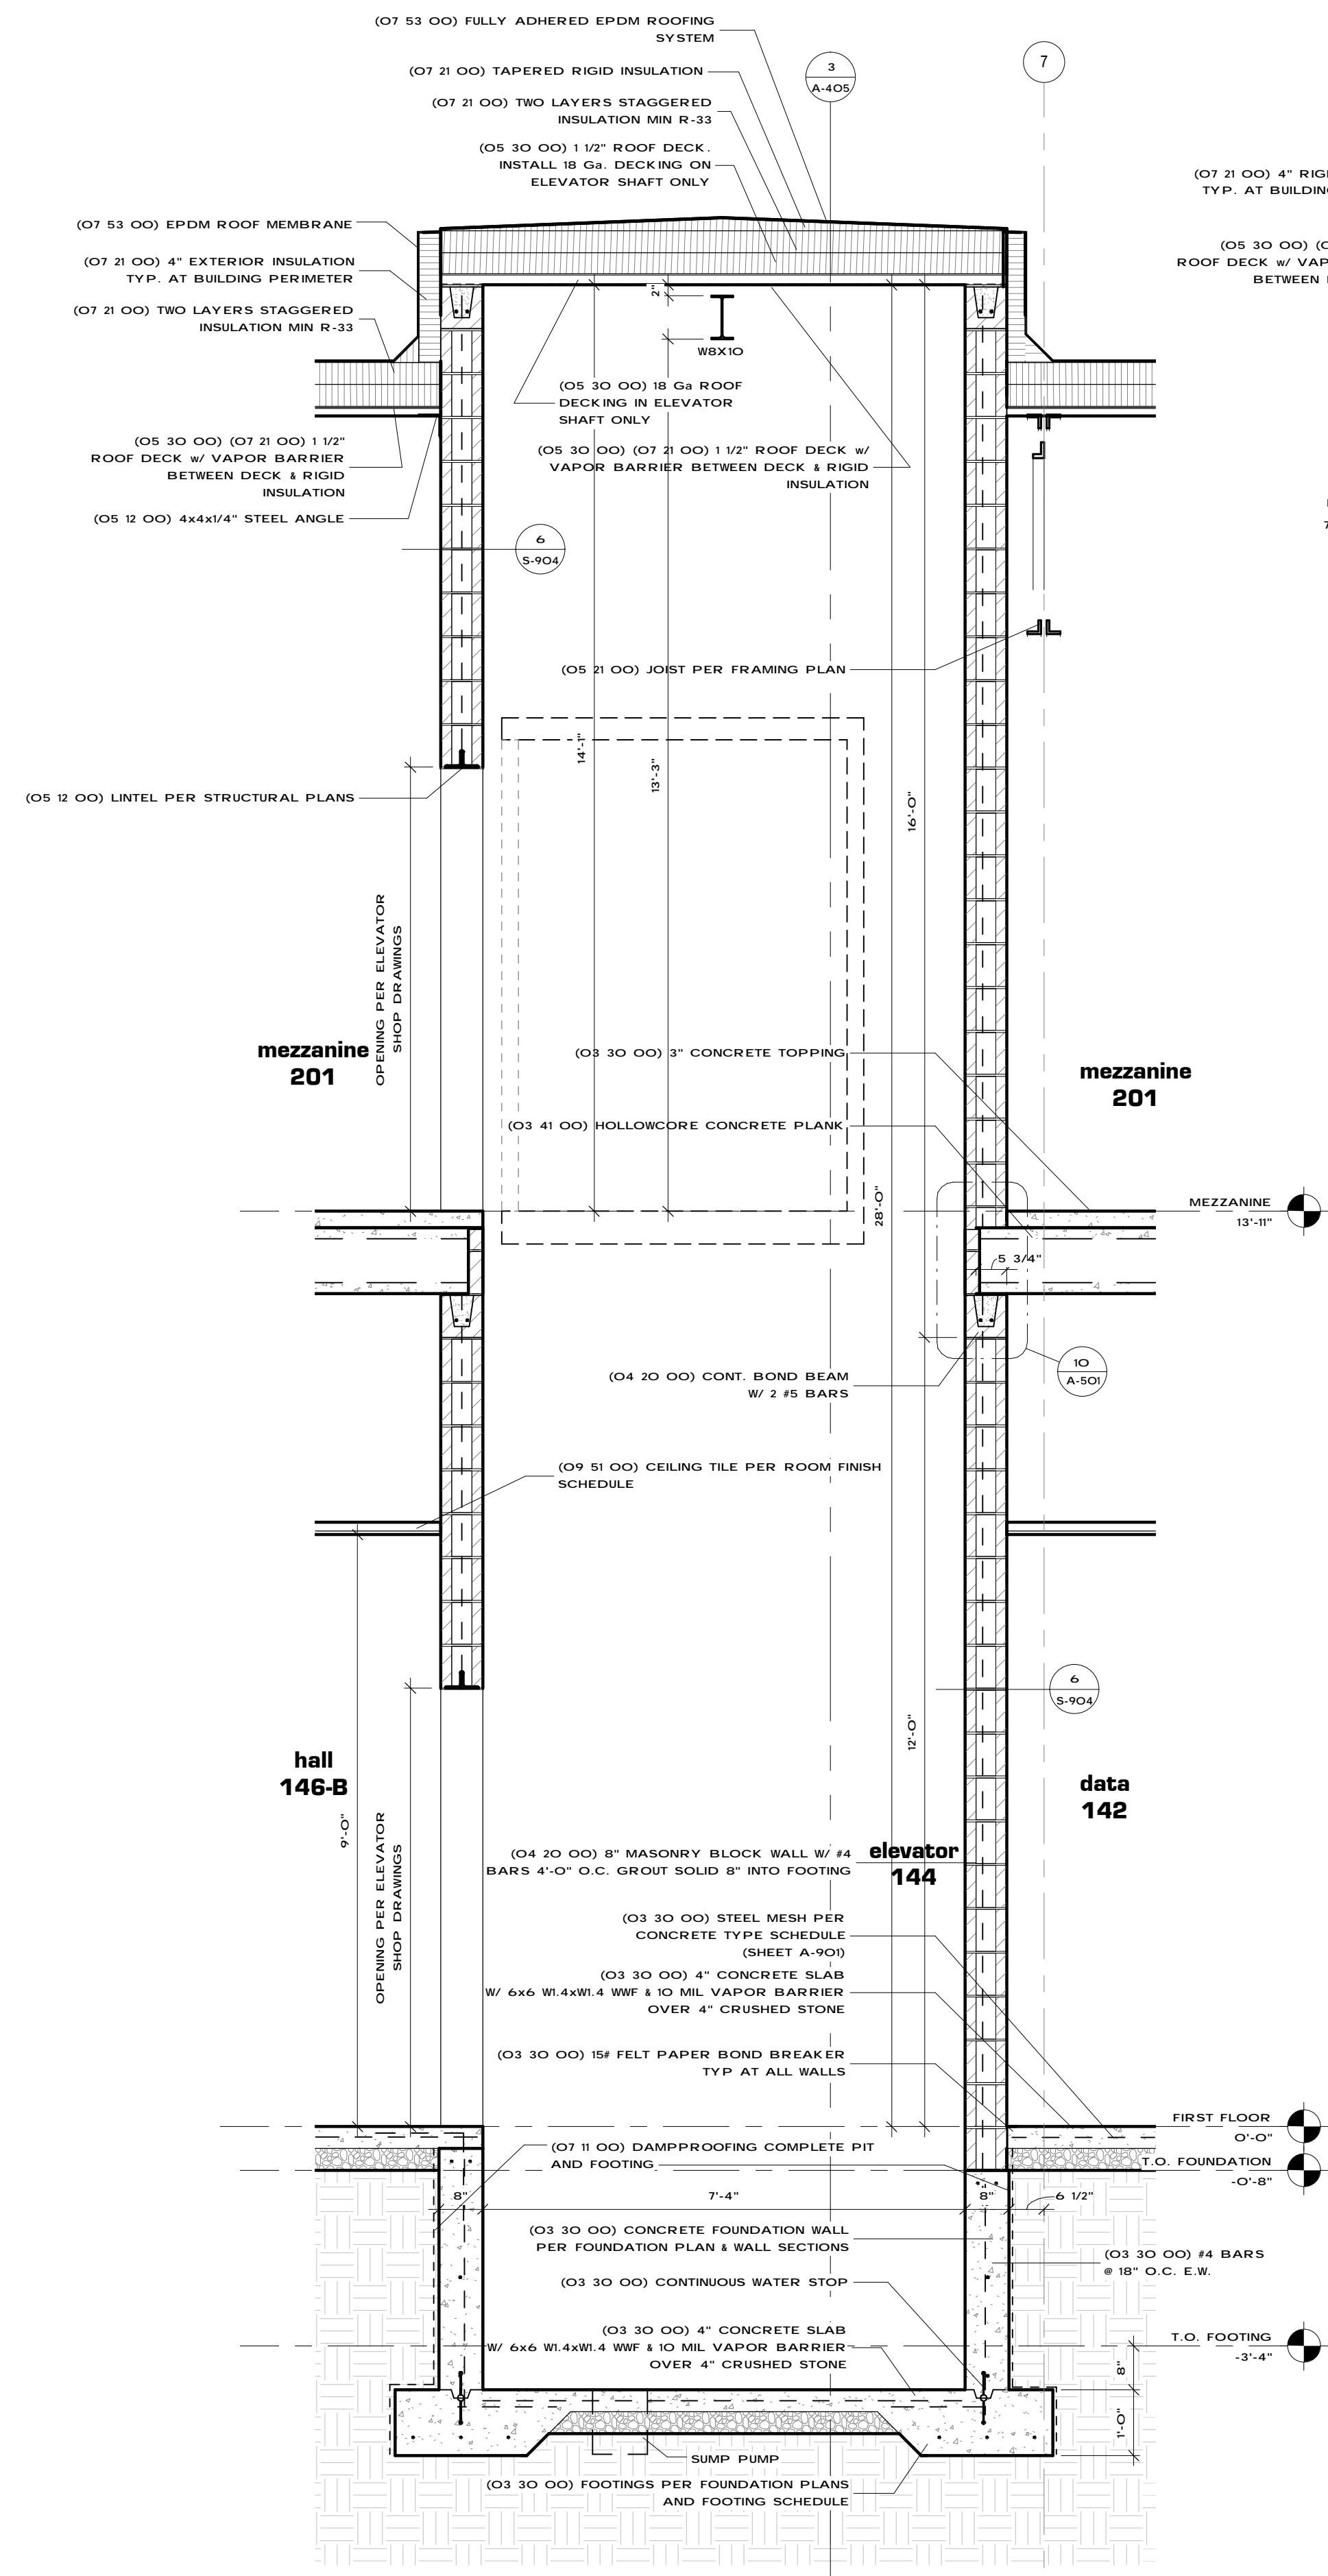 (07 53 00) FULLY ADHERED EPDM ROOFING
SYSTEM
3
A-405
7
(07 21 00) TAPERED RIGID INSULATION
(07 21 00) TWO LAYERS STAGGERED
INSULATION MIN R-33
(05 30 00) 1 1/2" ROOF DECK.
INSTALL 18 Ga. DECKING ON
ELEVATOR SHAFT ONLY
(07 21 00) 4" RIGI
TYP. AT BUILDING
(07 53 00) EPDM ROOF MEMBRANE
(07 21 00) 4" EXTERIOR INSULATION
TYP. AT BUILDING PERIMETER
(05 30 00) (0
ROOF DECK w/ VAP
BETWEEN
(07 21 00) TWO LAYERS STAGGERED
INSULATION MIN R-33
2"
W8X10
(05 30 00) 18 Ga ROOF
DECKING IN ELEVATOR
SHAFT ONLY
(05 30 00) (07 21 00) 1 1/2"
ROOF DECK w/ VAPOR BARRIER
BETWEEN DECK & RIGID
INSULATION
(05 30 00) (07 21 00) 1 1/2" ROOF DECK w/
VAPOR BARRIER BETWEEN DECK & RIGID
INSULATION
(05 12 00) 4x4x1/4" STEEL ANGLE
7
6
S-904
(05 21 00) JOIST PER FRAMING PLAN
14'-1"
13'-3"
16'-0"
(05 12 00) LINTEL PER STRUCTURAL PLANS
OPENING PER ELEVATOR
SHOP DRAWINGS
mezzanine
201
(03 30 00) 3" CONCRETE TOPPING
mezzanine
201
(03 41 00) HOLLOWCORE CONCRETE PLANK
28'-0"
MEZZANINE
13'-11"
5 3/4"
10
A-501
(04 20 00) CONT. BOND BEAM
W/ 2 #5 BARS
(09 51 00) CEILING TILE PER ROOM FINISH
SCHEDULE
6
S-904
12'-0"
hall
146-B
data
142
9'-0"
OPENING PER ELEVATOR
SHOP DRAWINGS
(04 20 00) 8" MASONRY BLOCK WALL W/ #4
BARS 4'-0" O.C. GROUT SOLID 8" INTO FOOTING
elevator
144
(03 30 00) STEEL MESH PER
CONCRETE TYPE SCHEDULE
(SHEET A-901)
(03 30 00) 4" CONCRETE SLAB
W/ 6x6 W1.4xW1.4 WWF & 10 MIL VAPOR BARRIER
OVER 4" CRUSHED STONE
(03 30 00) 15# FELT PAPER BOND BREAKER
TYP AT ALL WALLS
FIRST FLOOR
0'-0"
(07 11 00) DAMPPROOFING COMPLETE PIT
AND FOOTING
T.O. FOUNDATION
-0'-8"
8"
7'-4"
8"
6 1/2"
(03 30 00) CONCRETE FOUNDATION WALL
PER FOUNDATION PLAN & WALL SECTIONS
(03 30 00) #4 BARS
@ 18" O.C. E.W.
(03 30 00) CONTINUOUS WATER STOP
(03 30 00) 4" CONCRETE SLAB
W/ 6x6 W1.4xW1.4 WWF & 10 MIL VAPOR BARRIER
OVER 4" CRUSHED STONE
T.O. FOOTING
-3'-4"
8"
1'-0"
SUMP PUMP
(03 30 00) FOOTINGS PER FOUNDATION PLANS
AND FOOTING SCHEDULE